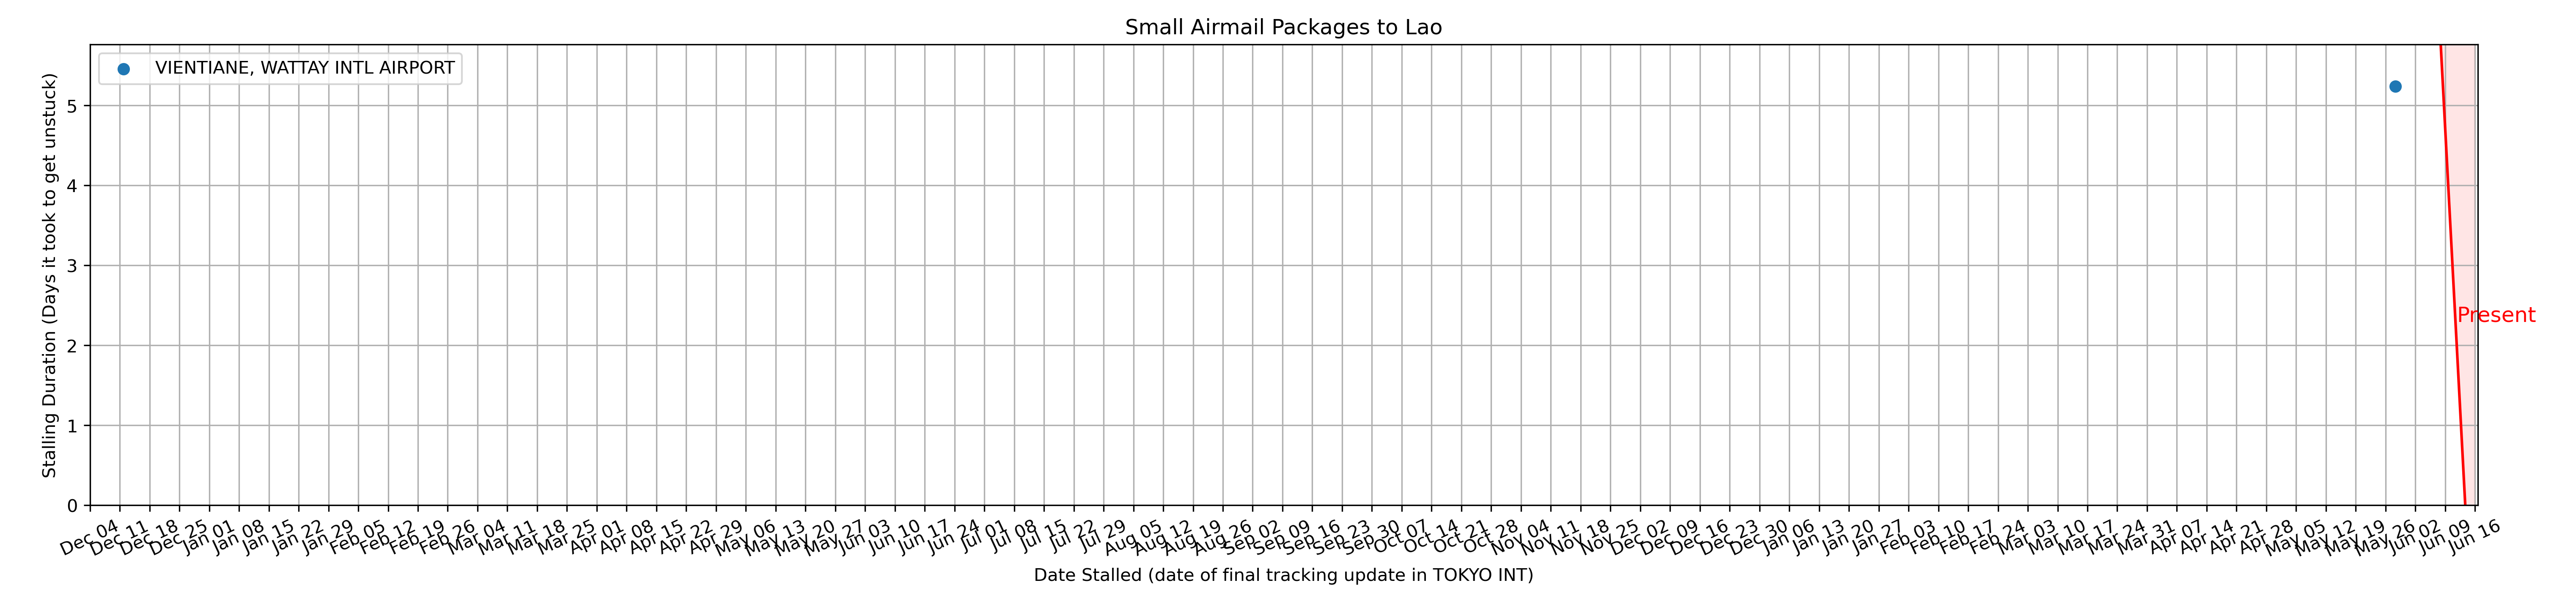 Small Airmail Packages to Lao
VIENTIANE, WATTAY INTL AIRPORT
Stalling Duration (Days it took to get unstuck)
5
4
3
2
1
0
Present
Dec 04
Dec 11
Dec 18
Dec 25
Jan 01
Jan 08
Jan 15
Jan 22
Jan 29
Feb 05
Feb 12
Feb 19
Feb 26
Mar 04
Mar 11
Mar 18
Mar 25
Apr 01
Apr 08
Apr 15
Apr 22
Apr 29
May 06
May 13
May 20
May 27
Jun 03
Jun 10
Jun 17
Jun 24
Jul 01
Jul 08
Jul 15
Jul 22
Jul 29
Aug 05
Aug 12
Aug 19
Aug 26
Sep 02
Sep 09
Sep 16
Sep 23
Sep 30
Oct 07
Oct 14
Oct 21
Oct 28
Nov 04
Nov 11
Nov 18
Nov 25
Dec 02
Dec 09
Dec 16
Dec 23
Dec 30
Jan 06
Jan 13
Jan 20
Jan 27
Feb 03
Feb 10
Feb 17
Feb 24
Mar 03
Mar 10
Mar 17
Mar 24
Mar 31
Apr 07
Apr 14
Apr 21
Apr 28
May 05
May 12
May 19
May 26
Jun 02
Jun 09
Jun 16
Date Stalled (date of final tracking update in TOKYO INT)